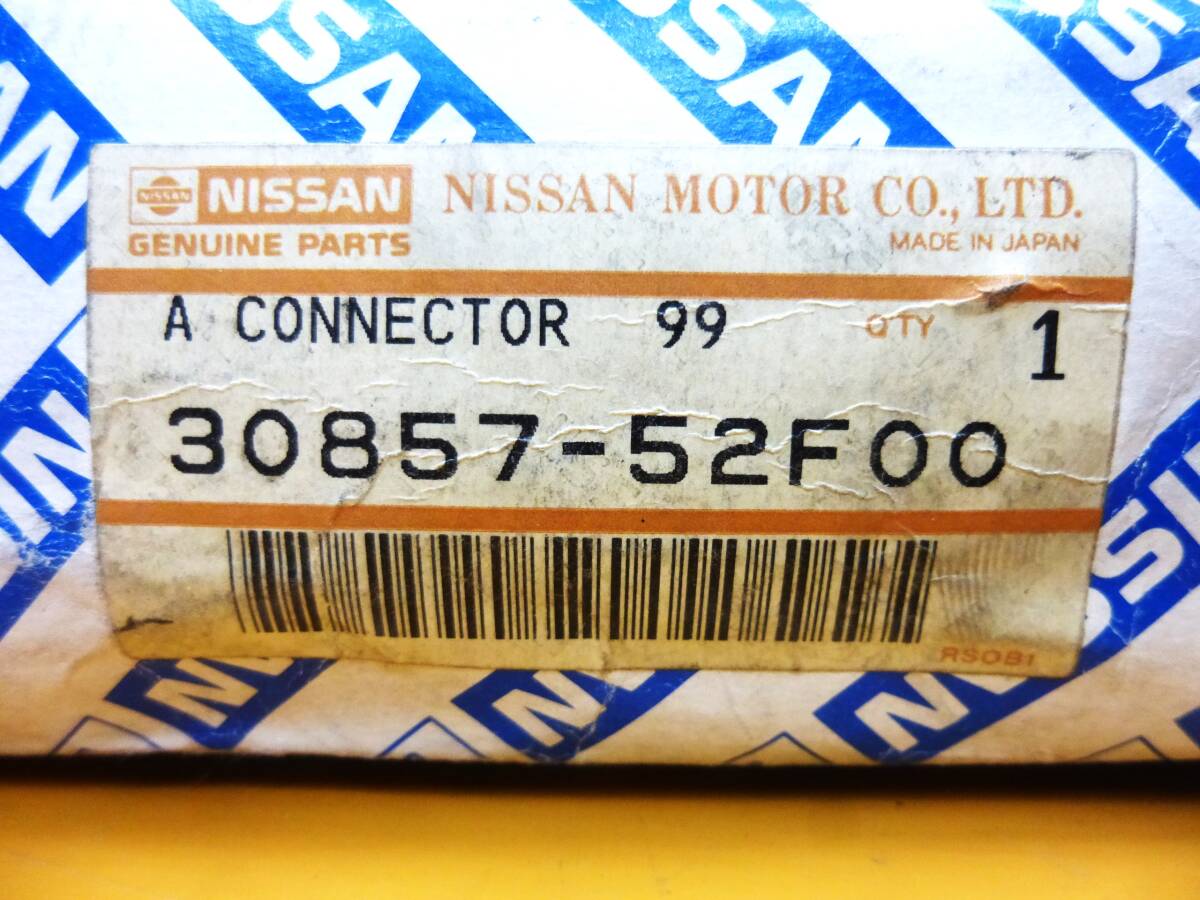 NISSAN
NISSAN NISSAN MOTOR CO., LTD.
GENUINE PARTS MADE IN JAPAN
A CONNECTOR 99 QTY 1
30857-52F00
RSOB1